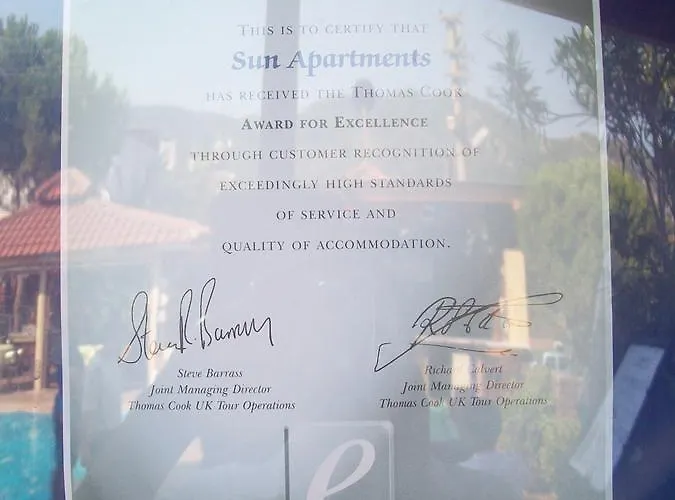 THIS IS TO CERTIFY THAT
Sun Apartments
HAS RECEIVED THE THOMAS COOK
AWARD FOR EXCELLENCE
THROUGH CUSTOMER RECOGNITION OF
EXCEEDINGLY HIGH STANDARDS
OF SERVICE AND
QUALITY OF ACCOMMODATION.
Steve Barrass
Joint Managing Director
Thomas Cook UK Tour Operations
Richard Calvert
Joint Managing Director
Thomas Cook UK Tour Operations
e